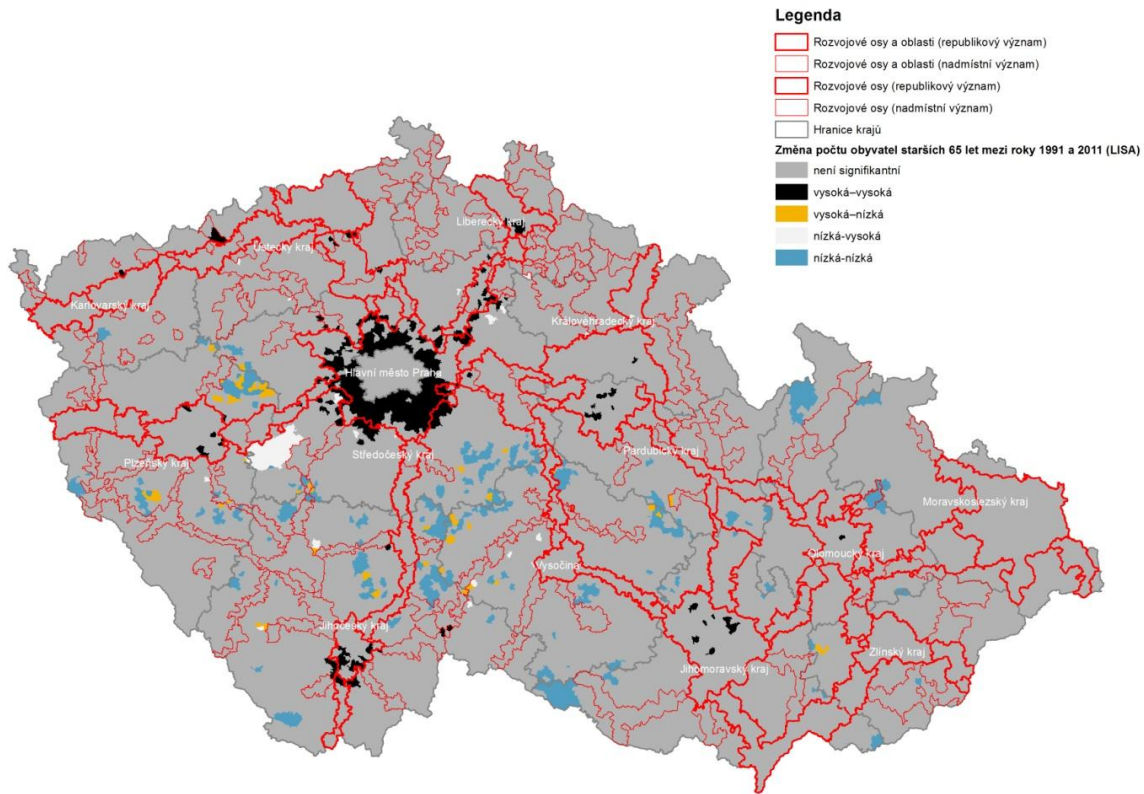 Legenda
Rozvojové osy a oblasti (republikový význam)
Rozvojové osy a oblasti (nadmístní význam)
Rozvojové osy (republikový význam)
Rozvojové osy (nadmístní význam)
Hranice krajů
Změna počtu obyvatel starších 65 let mezi roky 1991 a 2011 (LISA)
není signifikantní
vysoká–vysoká
vysoká–nízká
nízká-vysoká
nízká-nízká
Liberecký kraj
Ústecký kraj
Karlovarský kraj
Královéhradecký kraj
Hlavní město Praha
Středočeský kraj
Pardubický kraj
Plzeňský kraj
Moravskoslezský kraj
Olomoucký kraj
Vysočina
Jihočeský kraj
Zlínský kraj
Jihomoravský kraj